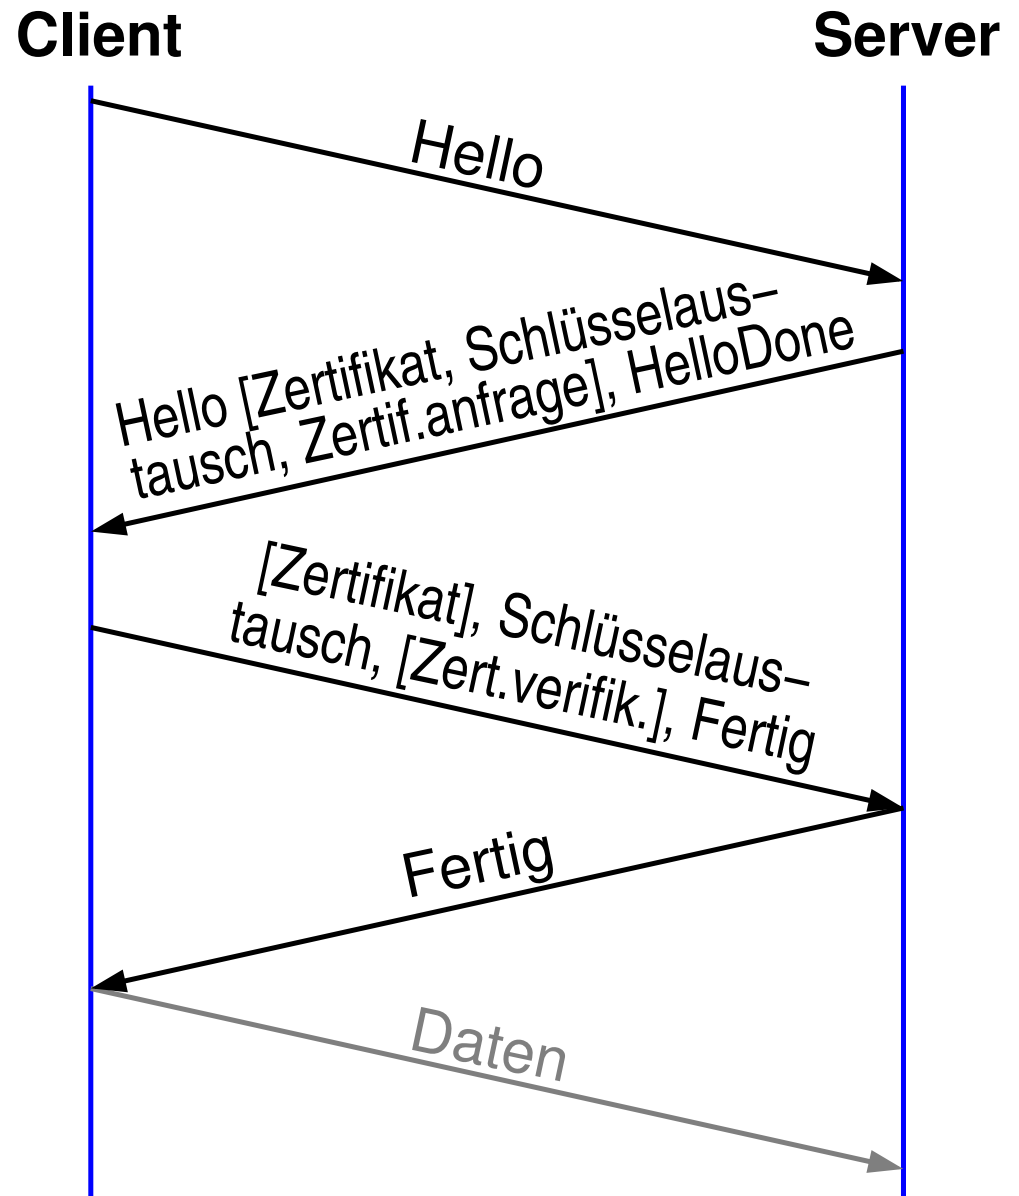 Client
Server
Hello
Hello [Zertifikat, Schlüsselaus–
tausch, Zertif.anfrage], HelloDone
[Zertifikat], Schlüsselaus–
tausch, [Zert.verifik.], Fertig
Fertig
Daten